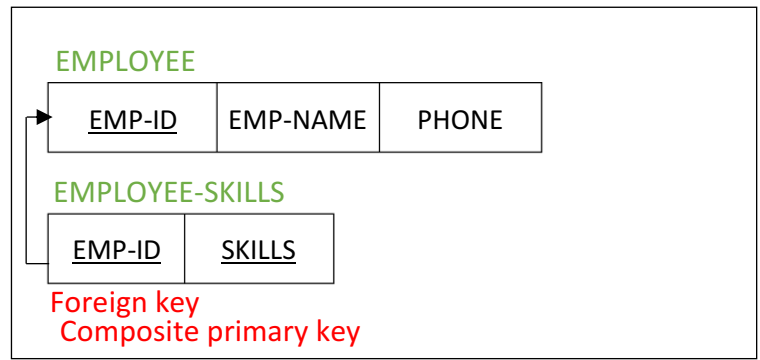 EMPLOYEE
EMP-ID EMP-NAME PHONE
EMPLOYEE-SKILLS
EMP-ID SKILLS
Foreign key
Composite primary key